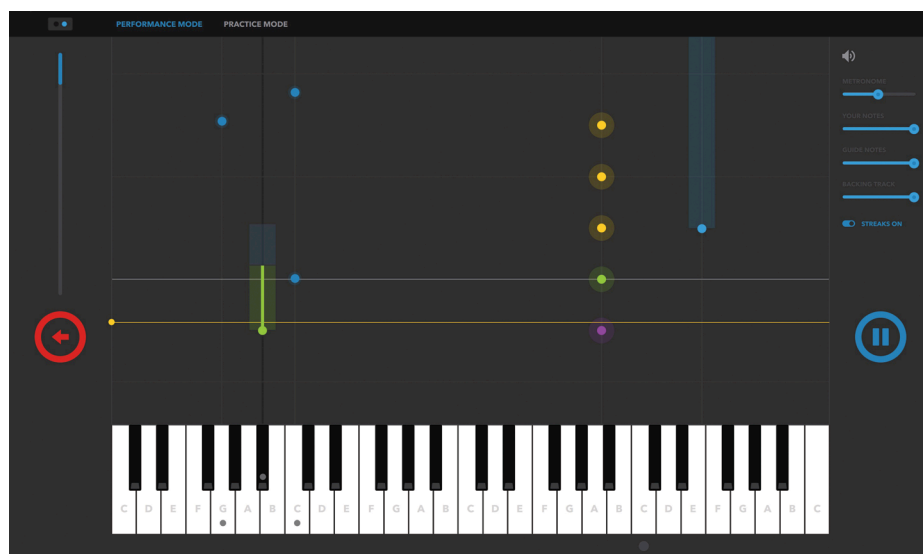 PERFORMANCE MODE PRACTICE MODE
METRONOME
YOUR NOTES
GUIDE NOTES
BACKING TRACK
STREAKS ON
C D E F G A B C D E F G A B C D E F G A B C D E F G A B C